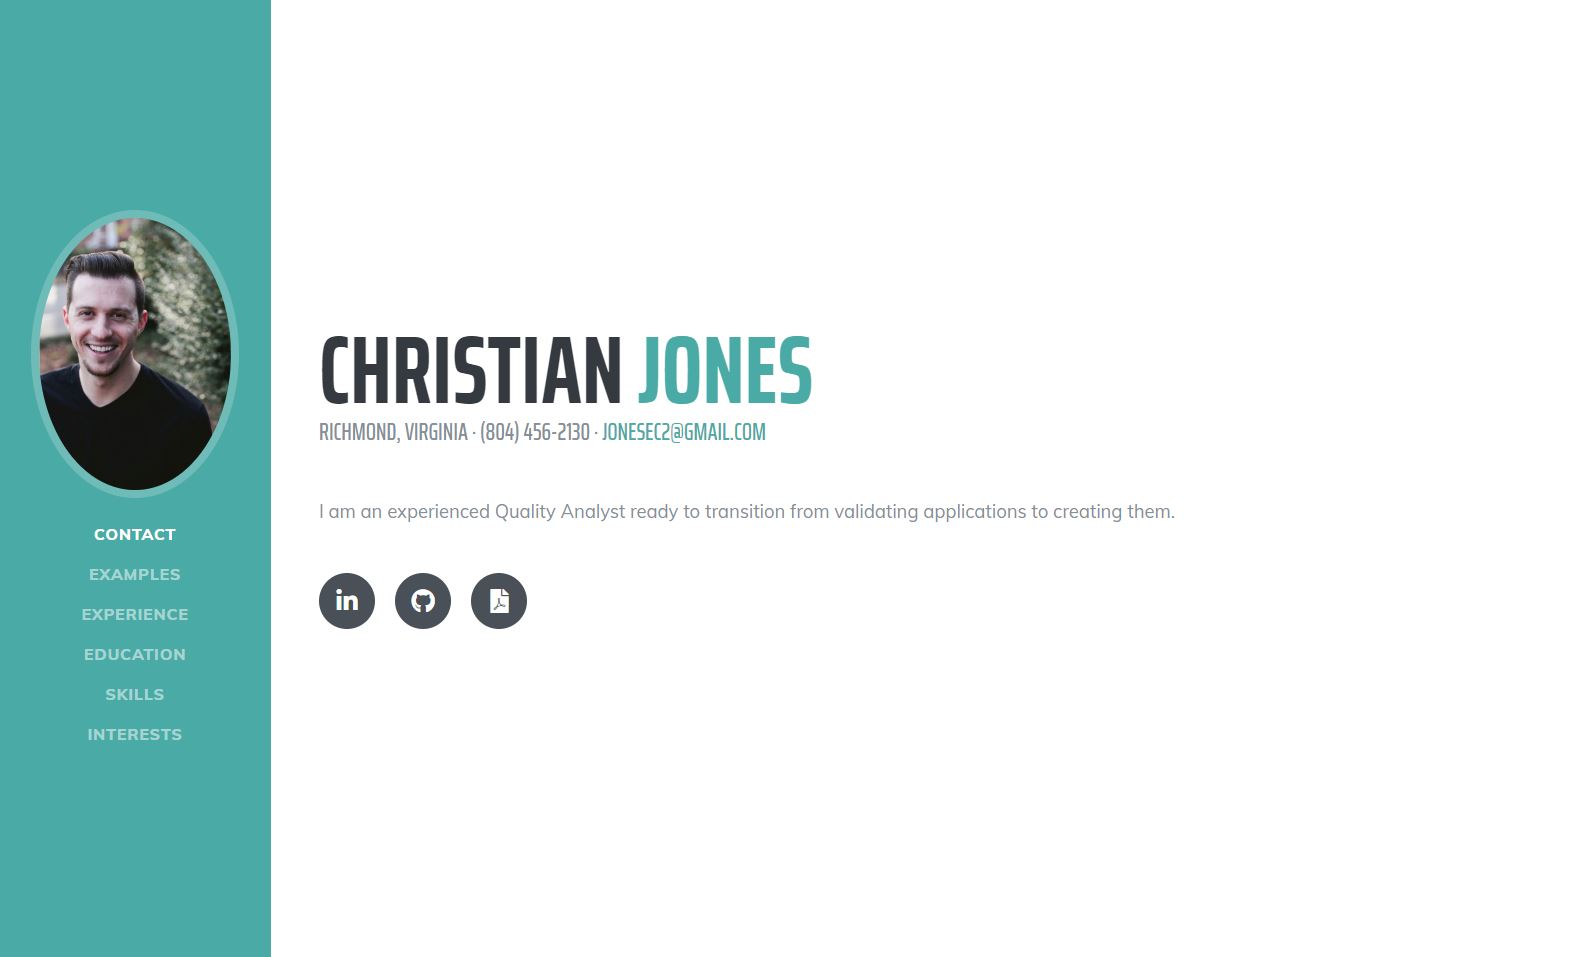 CONTACT
EXAMPLES
EXPERIENCE
EDUCATION
SKILLS
INTERESTS
CHRISTIAN JONES
RICHMOND, VIRGINIA · (804) 456-2130 · JONESEC2@GMAIL.COM
I am an experienced Quality Analyst ready to transition from validating applications to creating them.
in